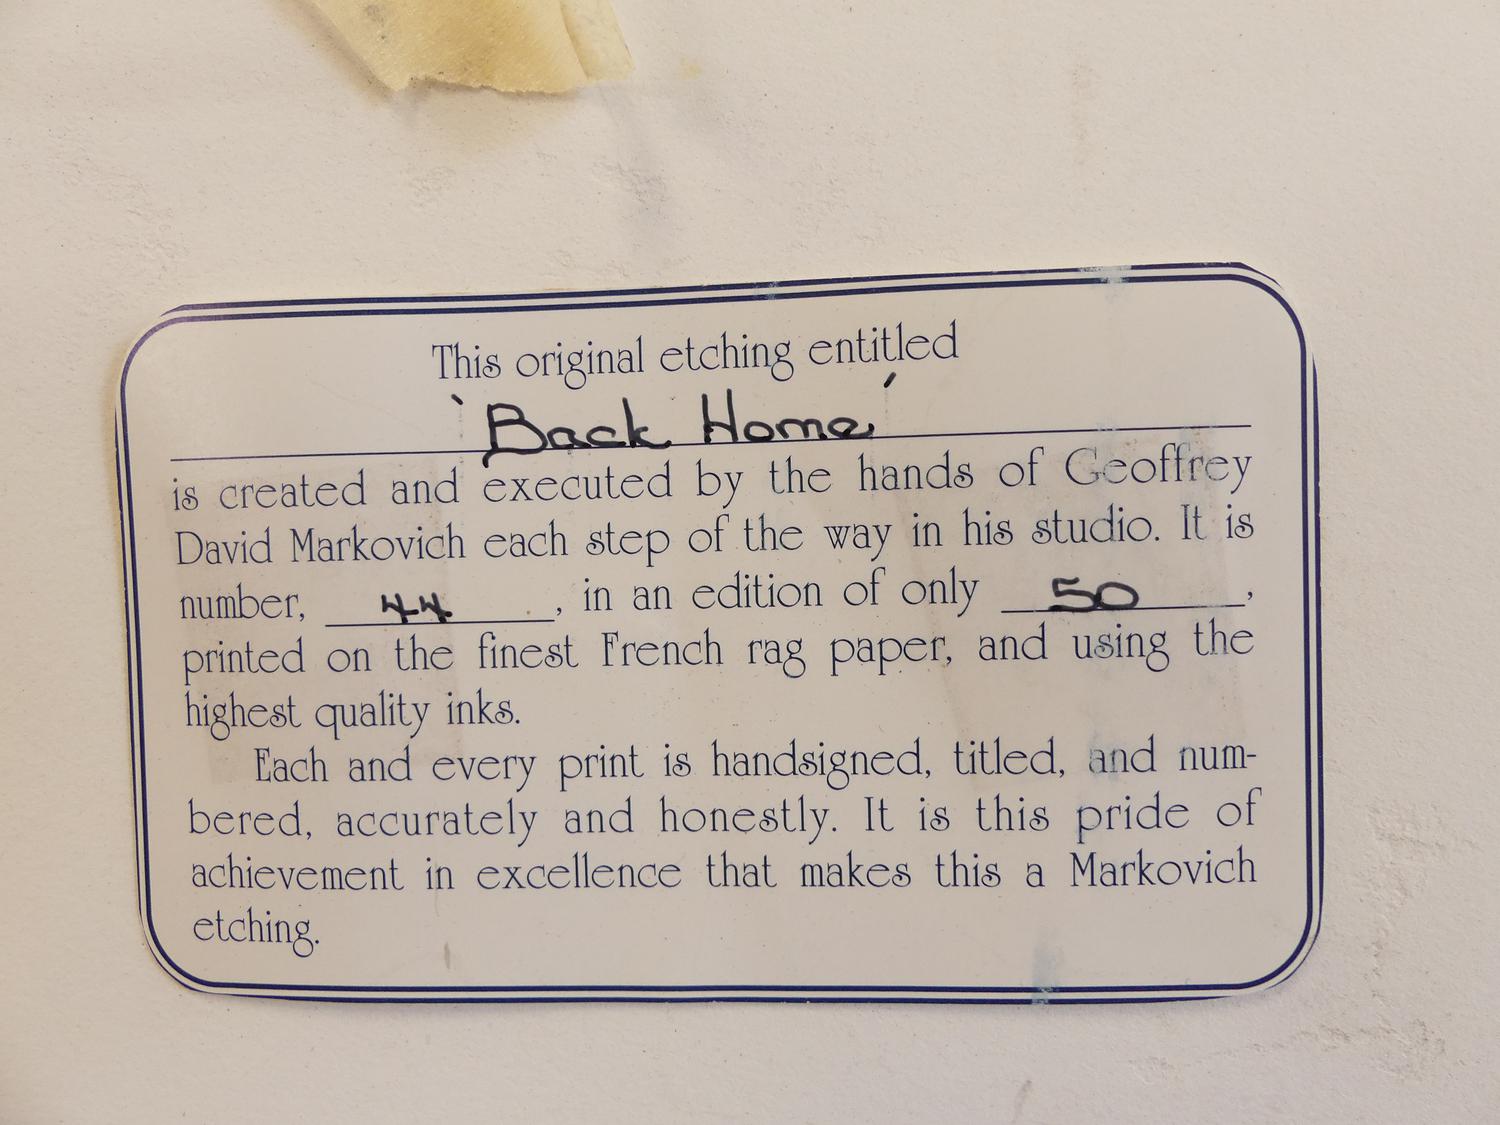 This original etching entitled
'Back Home'
is created and executed by the hands of Geoffrey
David Markovich each step of the way in his studio. It is
number, 44, in an edition of only 50,
printed on the finest French rag paper, and using the
highest quality inks.
Each and every print is handsigned, titled, and num-
bered, accurately and honestly. It is this pride of
achievement in excellence that makes this a Markovich
etching.